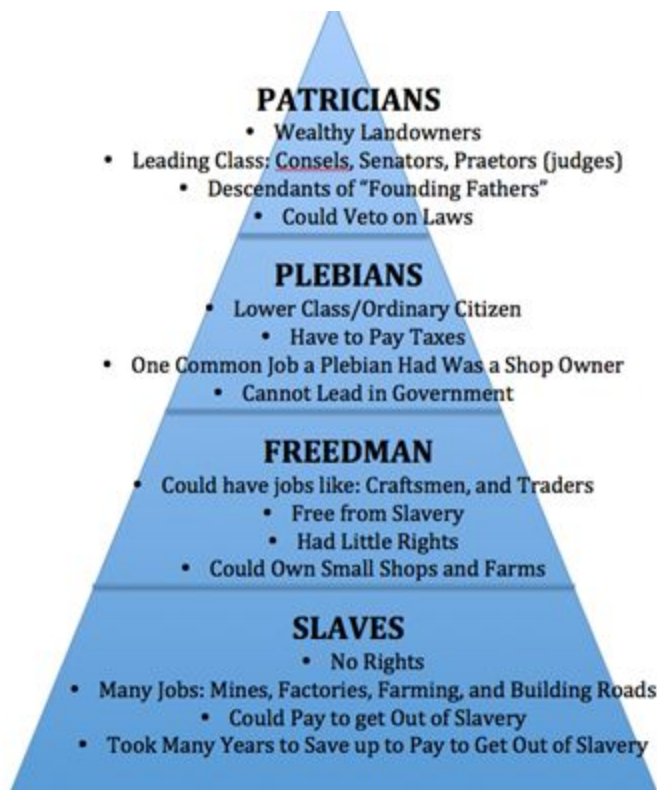 PATRICIANS
• Wealthy Landowners
• Leading Class: Consels, Senators, Praetors (judges)
• Descendants of “Founding Fathers”
• Could Veto on Laws
PLEBIANS
• Lower Class/Ordinary Citizen
• Have to Pay Taxes
• One Common Job a Plebian Had Was a Shop Owner
• Cannot Lead in Government
FREEDMAN
• Could have jobs like: Craftsmen, and Traders
• Free from Slavery
• Had Little Rights
• Could Own Small Shops and Farms
SLAVES
• No Rights
• Many Jobs: Mines, Factories, Farming, and Building Roads
• Could Pay to get Out of Slavery
• Took Many Years to Save up to Pay to Get Out of Slavery